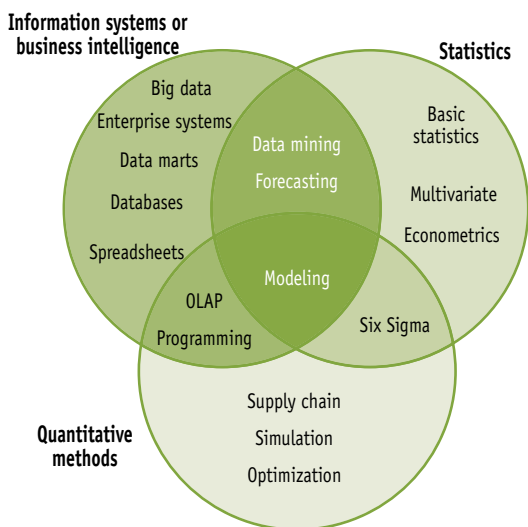 Information systems or
business intelligence
Statistics
Big data
Enterprise systems
Data marts
Databases
Spreadsheets
Data mining
Forecasting
Basic
statistics
Multivariate
Econometrics
Modeling
OLAP
Programming
Six Sigma
Supply chain
Simulation
Optimization
Quantitative
methods